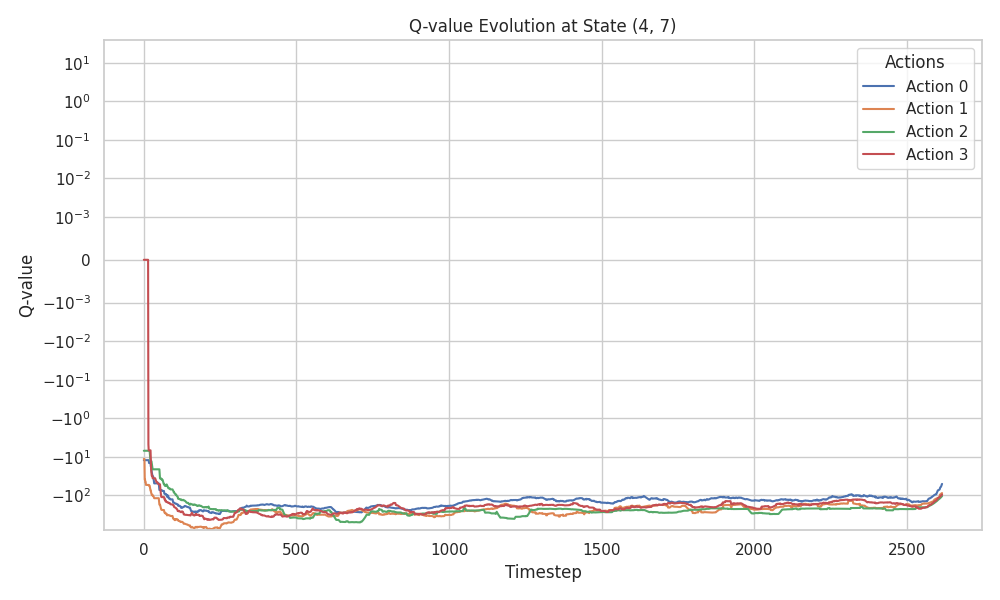 Q-value Evolution at State (4, 7)
Q-value
10¹
10⁰
10⁻¹
10⁻²
10⁻³
0
−10⁻³
−10⁻²
−10⁻¹
−10⁰
−10¹
−10²
Actions
Action 0
Action 1
Action 2
Action 3
0 500 1000 1500 2000 2500
Timestep